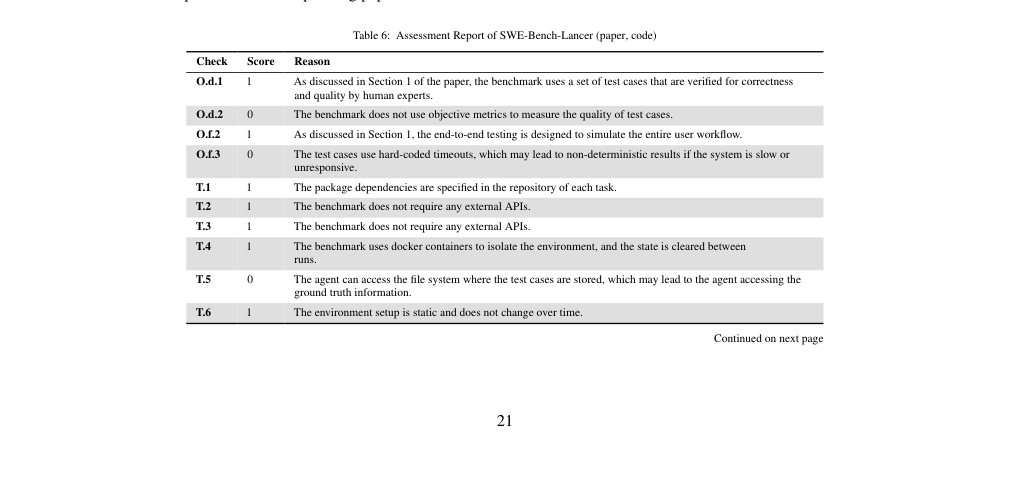 Table 6: Assessment Report of SWE-Bench-Lancer (paper, code)
Check Score Reason
O.d.1 1 As discussed in Section 1 of the paper, the benchmark uses a set of test cases that are verified for correctness
and quality by human experts.
O.d.2 0 The benchmark does not use objective metrics to measure the quality of test cases.
O.f.2 1 As discussed in Section 1, the end-to-end testing is designed to simulate the entire user workflow.
O.f.3 0 The test cases use hard-coded timeouts, which may lead to non-deterministic results if the system is slow or
unresponsive.
T.1 1 The package dependencies are specified in the repository of each task.
T.2 1 The benchmark does not require any external APIs.
T.3 1 The benchmark does not require any external APIs.
T.4 1 The benchmark uses docker containers to isolate the environment, and the state is cleared between
runs.
T.5 0 The agent can access the file system where the test cases are stored, which may lead to the agent accessing the
ground truth information.
T.6 1 The environment setup is static and does not change over time.
Continued on next page
21